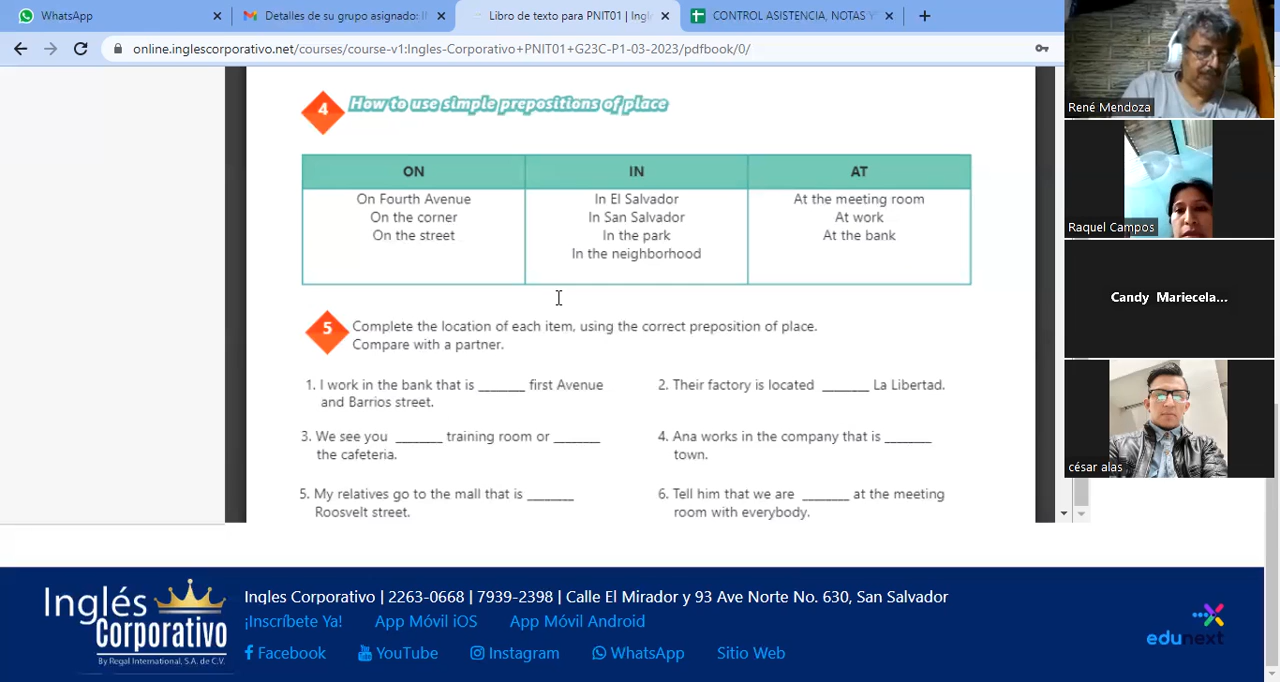 WhatsApp
Detalles de su grupo asignado: I
Libro de texto para PNIT01 | Ingl
CONTROL ASISTENCIA, NOTAS Y
online.inglescorporativo.net/courses/course-v1:Ingles-Corporativo+PNIT01+G23C-P1-03-2023/pdfbook/0/
4 How to use simple prepositions of place
ON IN AT
On Fourth Avenue In El Salvador At the meeting room
On the corner In San Salvador At work
On the street In the park At the bank
In the neighborhood
5 Complete the location of each item, using the correct preposition of place.
Compare with a partner.
1. I work in the bank that is _______ first Avenue
and Barrios street.
2. Their factory is located _______ La Libertad.
3. We see you _______ training room or _______
the cafeteria.
4. Ana works in the company that is _______
town.
5. My relatives go to the mall that is _______
Roosvelt street.
6. Tell him that we are _______ at the meeting
room with everybody.
René Mendoza
Raquel Campos
Candy Mariecela...
césar alas
Inglés
Corporativo
By Regal International, S.A. de C.V.
Ingles Corporativo | 2263-0668 | 7939-2398 | Calle El Mirador y 93 Ave Norte No. 630, San Salvador
¡Inscríbete Ya! App Móvil iOS App Móvil Android
Facebook YouTube Instagram WhatsApp Sitio Web
edunext